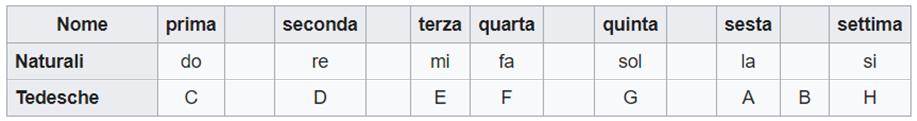 Nome prima seconda terza quarta quinta sesta settima
Naturali do re mi fa sol la si
Tedesche C D E F G A B H